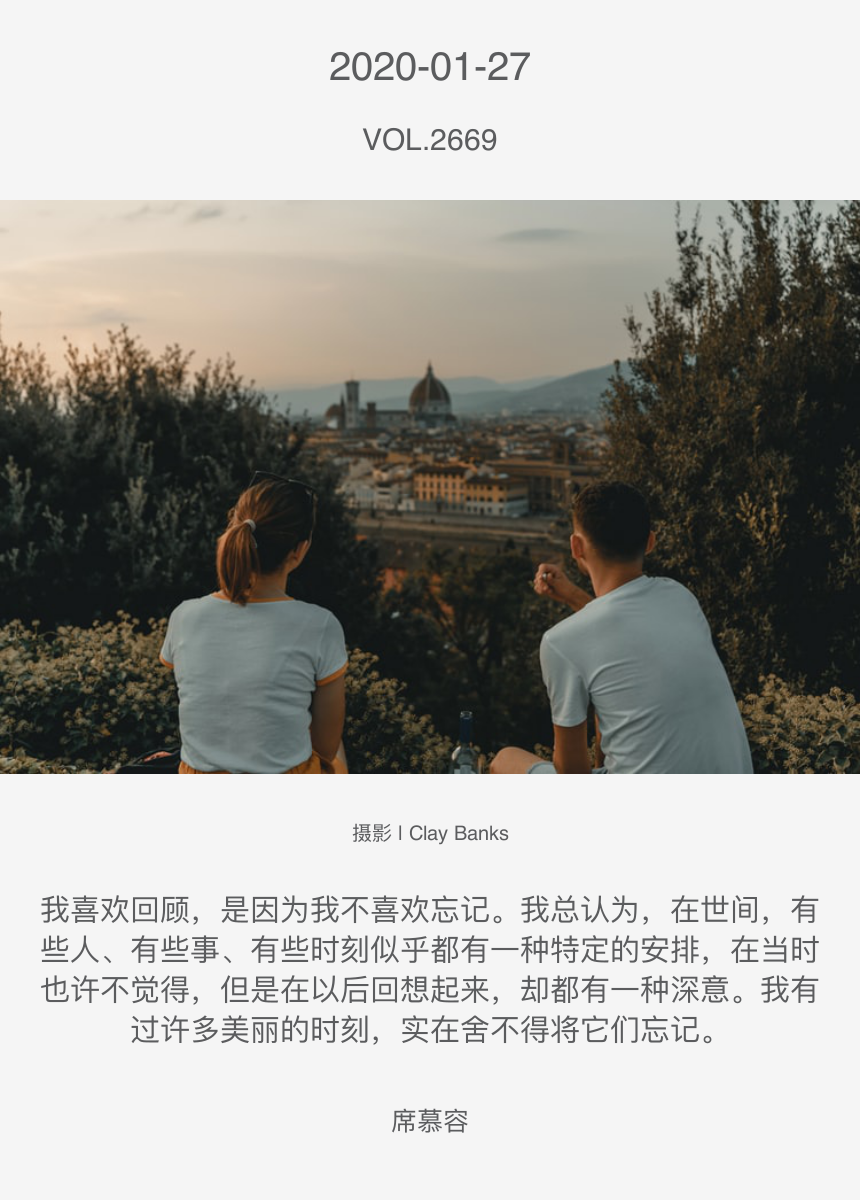 2020-01-27
VOL.2669
摄影 | Clay Banks
我喜欢回顾，是因为我不喜欢忘记。我总认为，在世间，有
些人、有些事、有些时刻似乎都有一种特定的安排，在当时
也许不觉得，但是在以后回想起来，却都有一种深意。我有
过许多美丽的时刻，实在舍不得将它们忘记。
席慕容